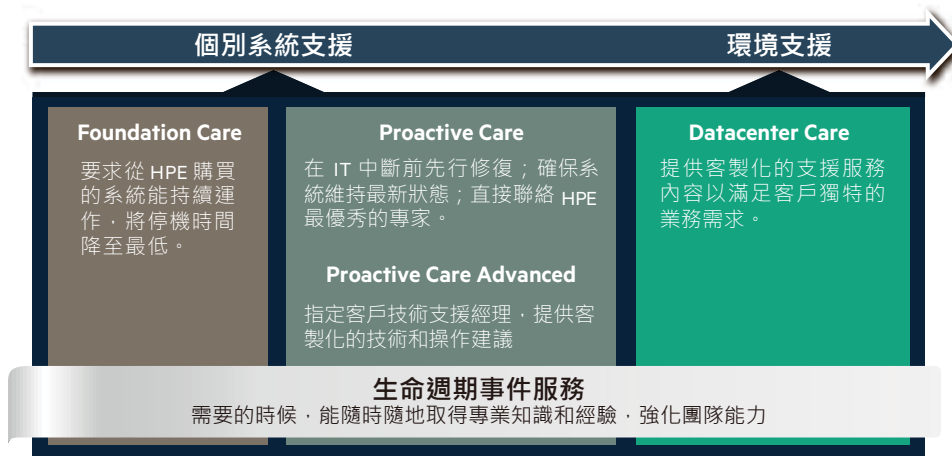 個別系統支援
環境支援
Foundation Care
要求從 HPE 購買
的系統能持續運
作，將停機時間
降至最低。
Proactive Care
在 IT 中斷前先行修復；確保系
統維持最新狀態；直接聯絡 HPE
最優秀的專家。
Proactive Care Advanced
指定客戶技術支援經理，提供客
製化的技術和操作建議
Datacenter Care
提供客製化的支援服務
內容以滿足客戶獨特的
業務需求。
生命週期事件服務
需要的時候，能隨時隨地取得專業知識和經驗，強化團隊能力